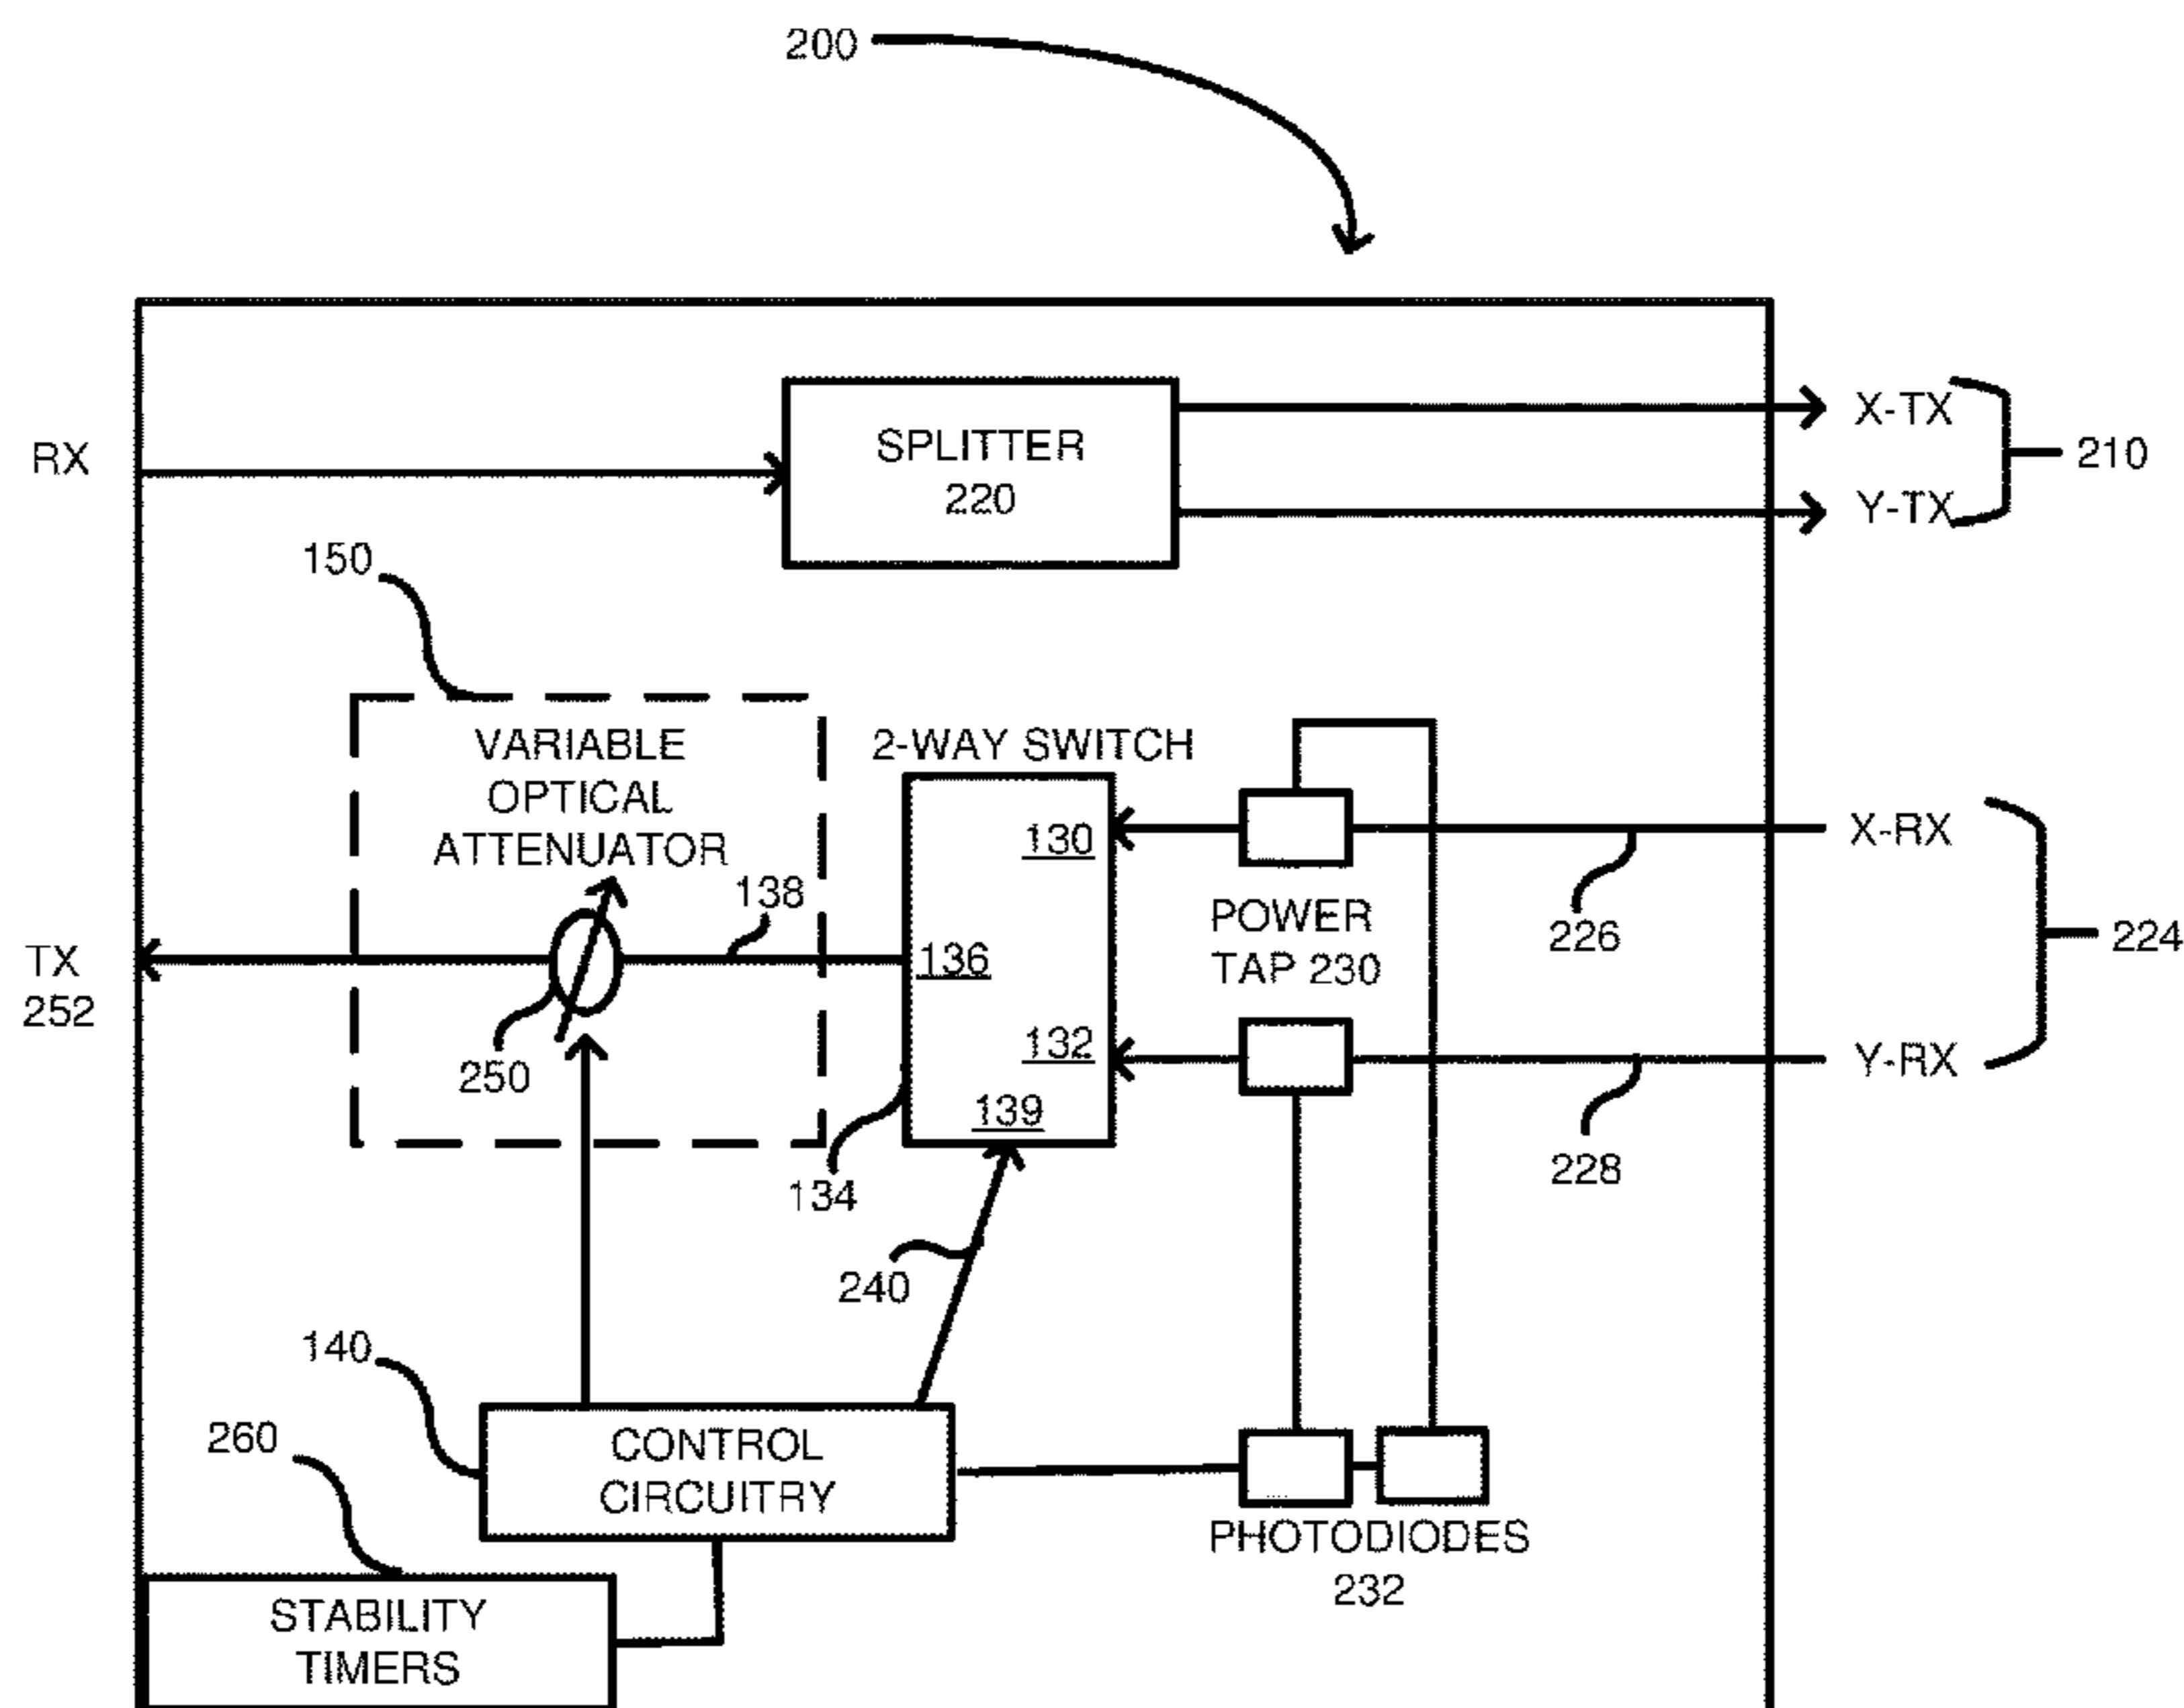 200
X-TX
RX
SPLITTER
220
210
Y-TX
150
VARIABLE
OPTICAL
ATTENUATOR
2-WAY SWITCH
130
X-RX
138
POWER
TAP 230
226
224
TX
252
136
132
Y-RX
250
139
228
134
240
140
CONTROL
CIRCUITRY
260
PHOTODIODES
232
STABILITY
TIMERS